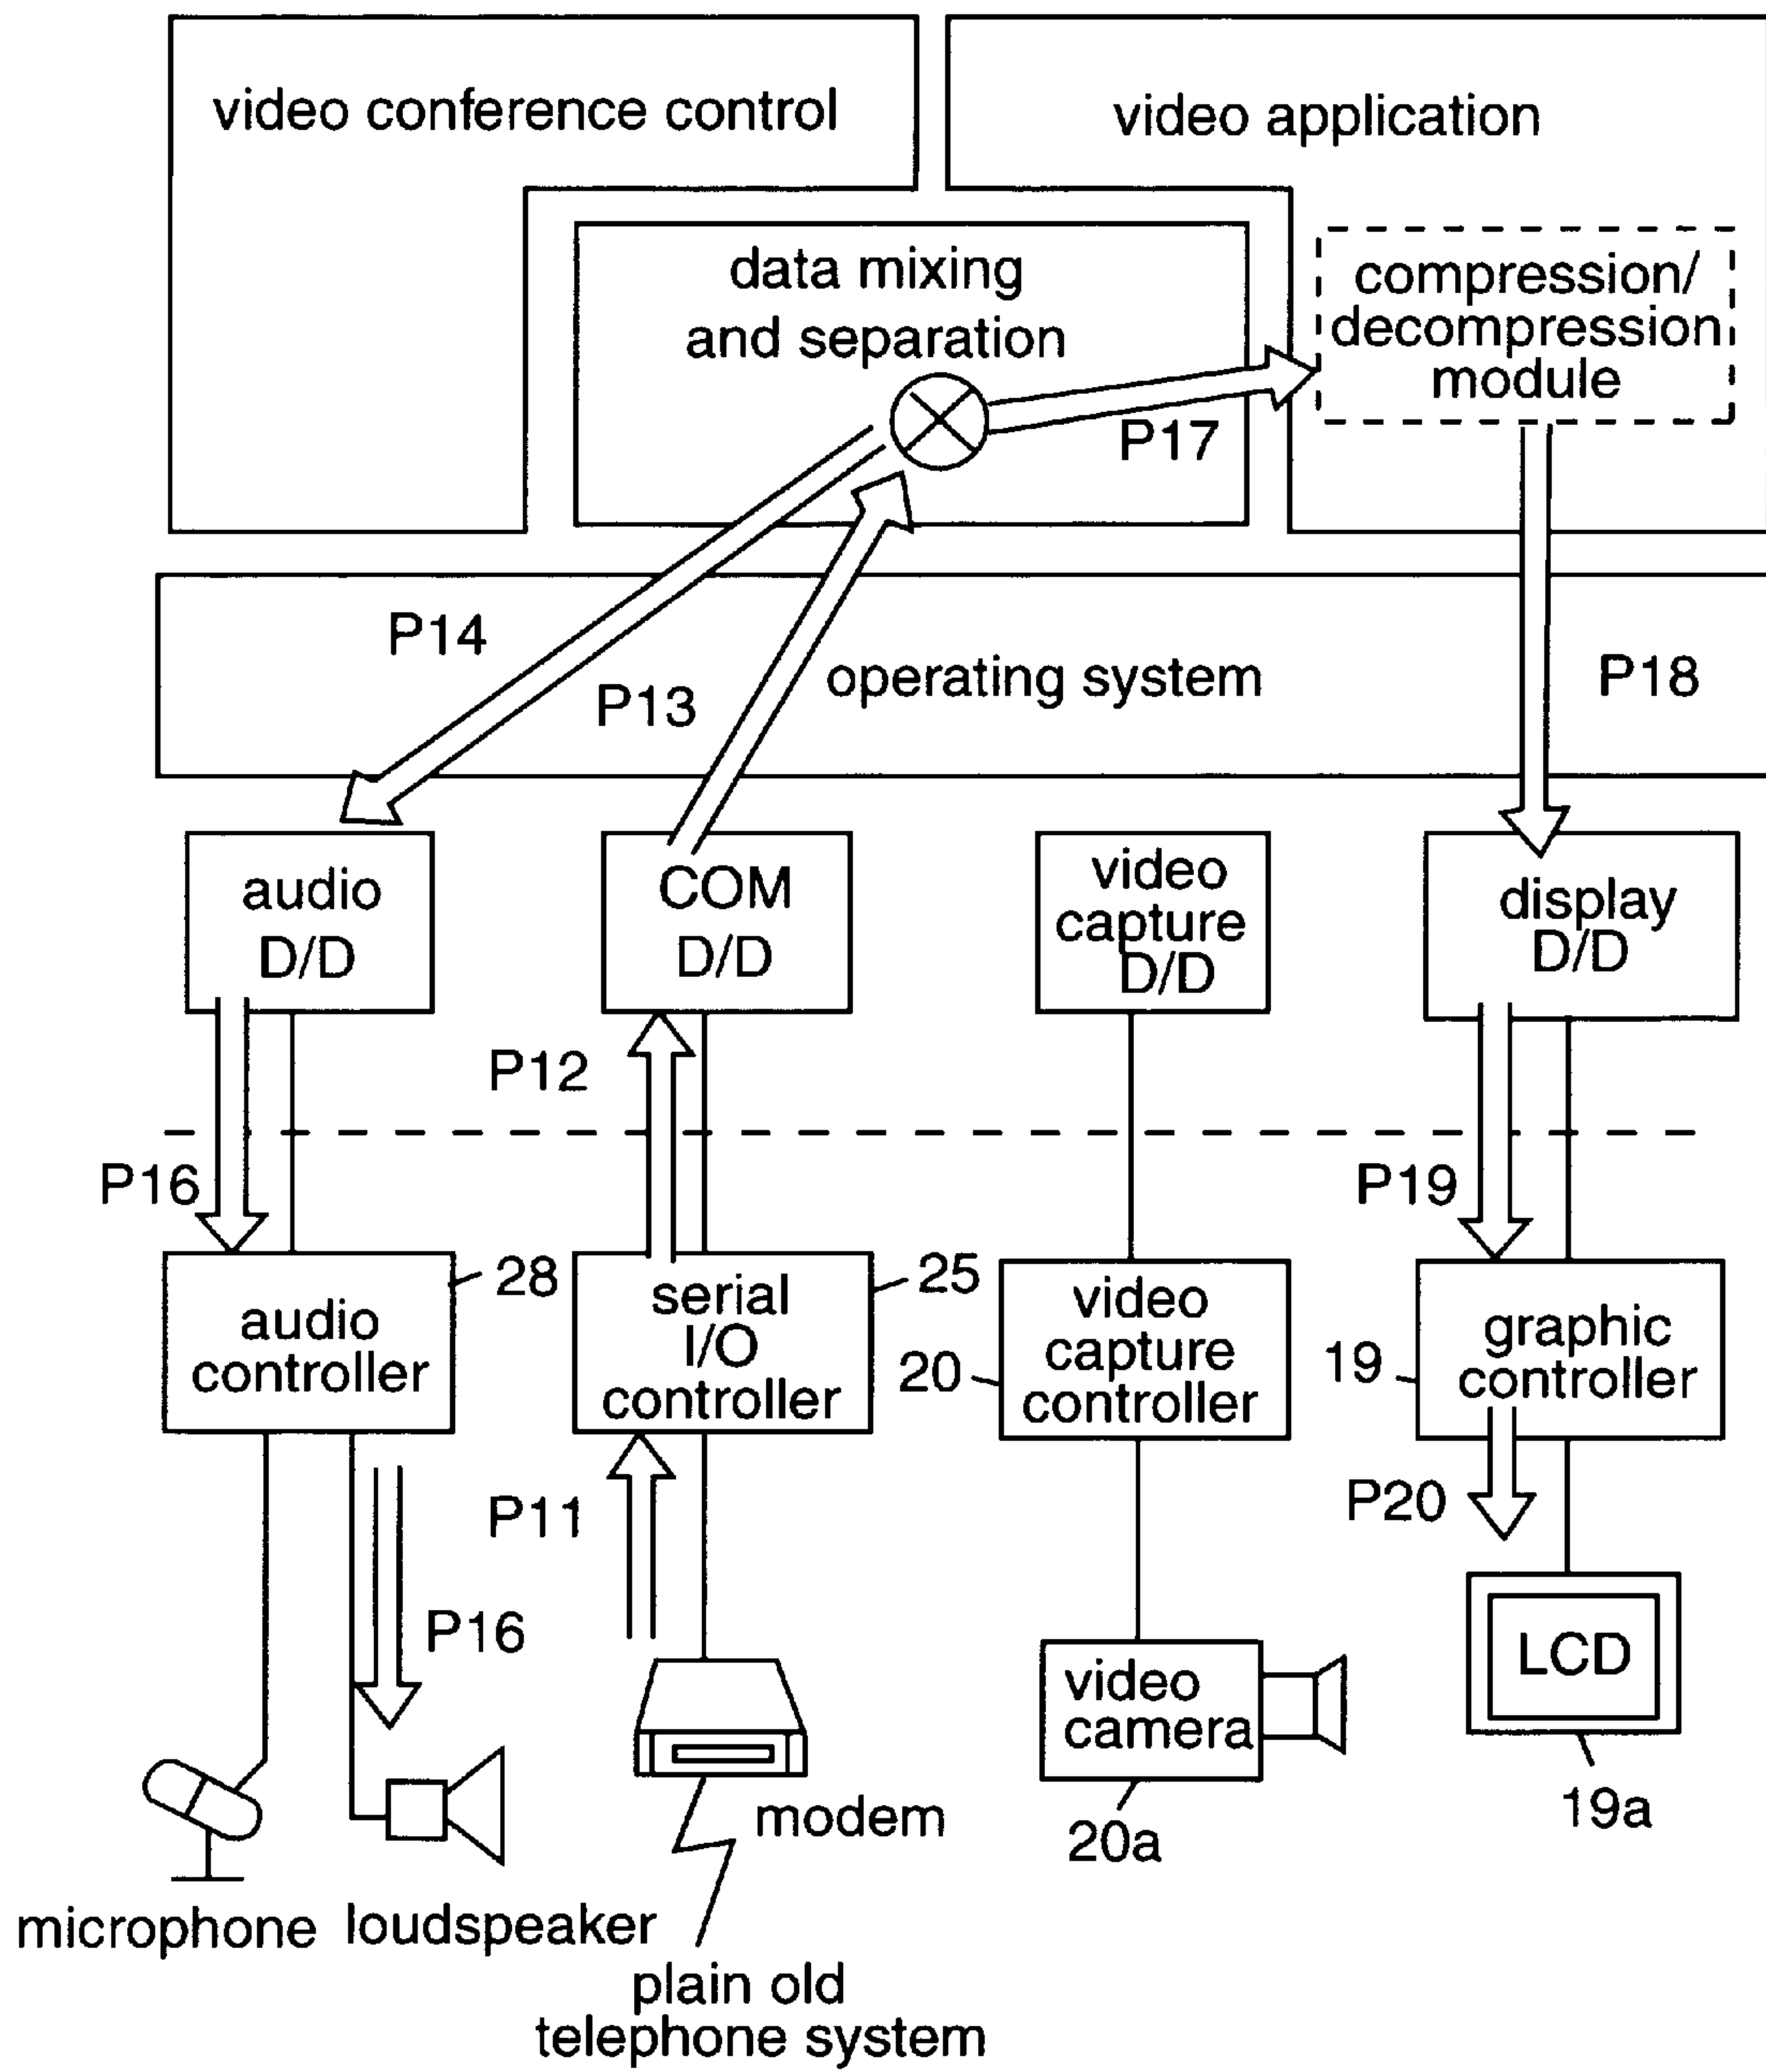 video conference control
video application
data mixing
and separation
compression/
decompression
module
P17
P14
P13
operating system
P18
audio
D/D
COM
D/D
video
capture
D/D
display
D/D
P12
P16
P19
28
25
audio
controller
serial
I/O
controller
20
video
capture
controller
19
graphic
controller
P11
P20
P16
LCD
video
camera
19a
modem
20a
microphone
loudspeaker
plain old
telephone system